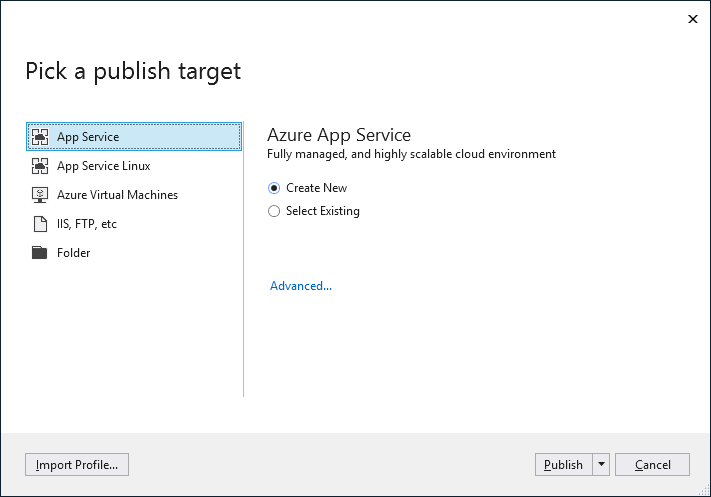 Pick a publish target
App Service
App Service Linux
Azure Virtual Machines
IIS, FTP, etc
Folder
Azure App Service
Fully managed, and highly scalable cloud environment
Create New
Select Existing
Advanced...
Import Profile...
Publish
Cancel